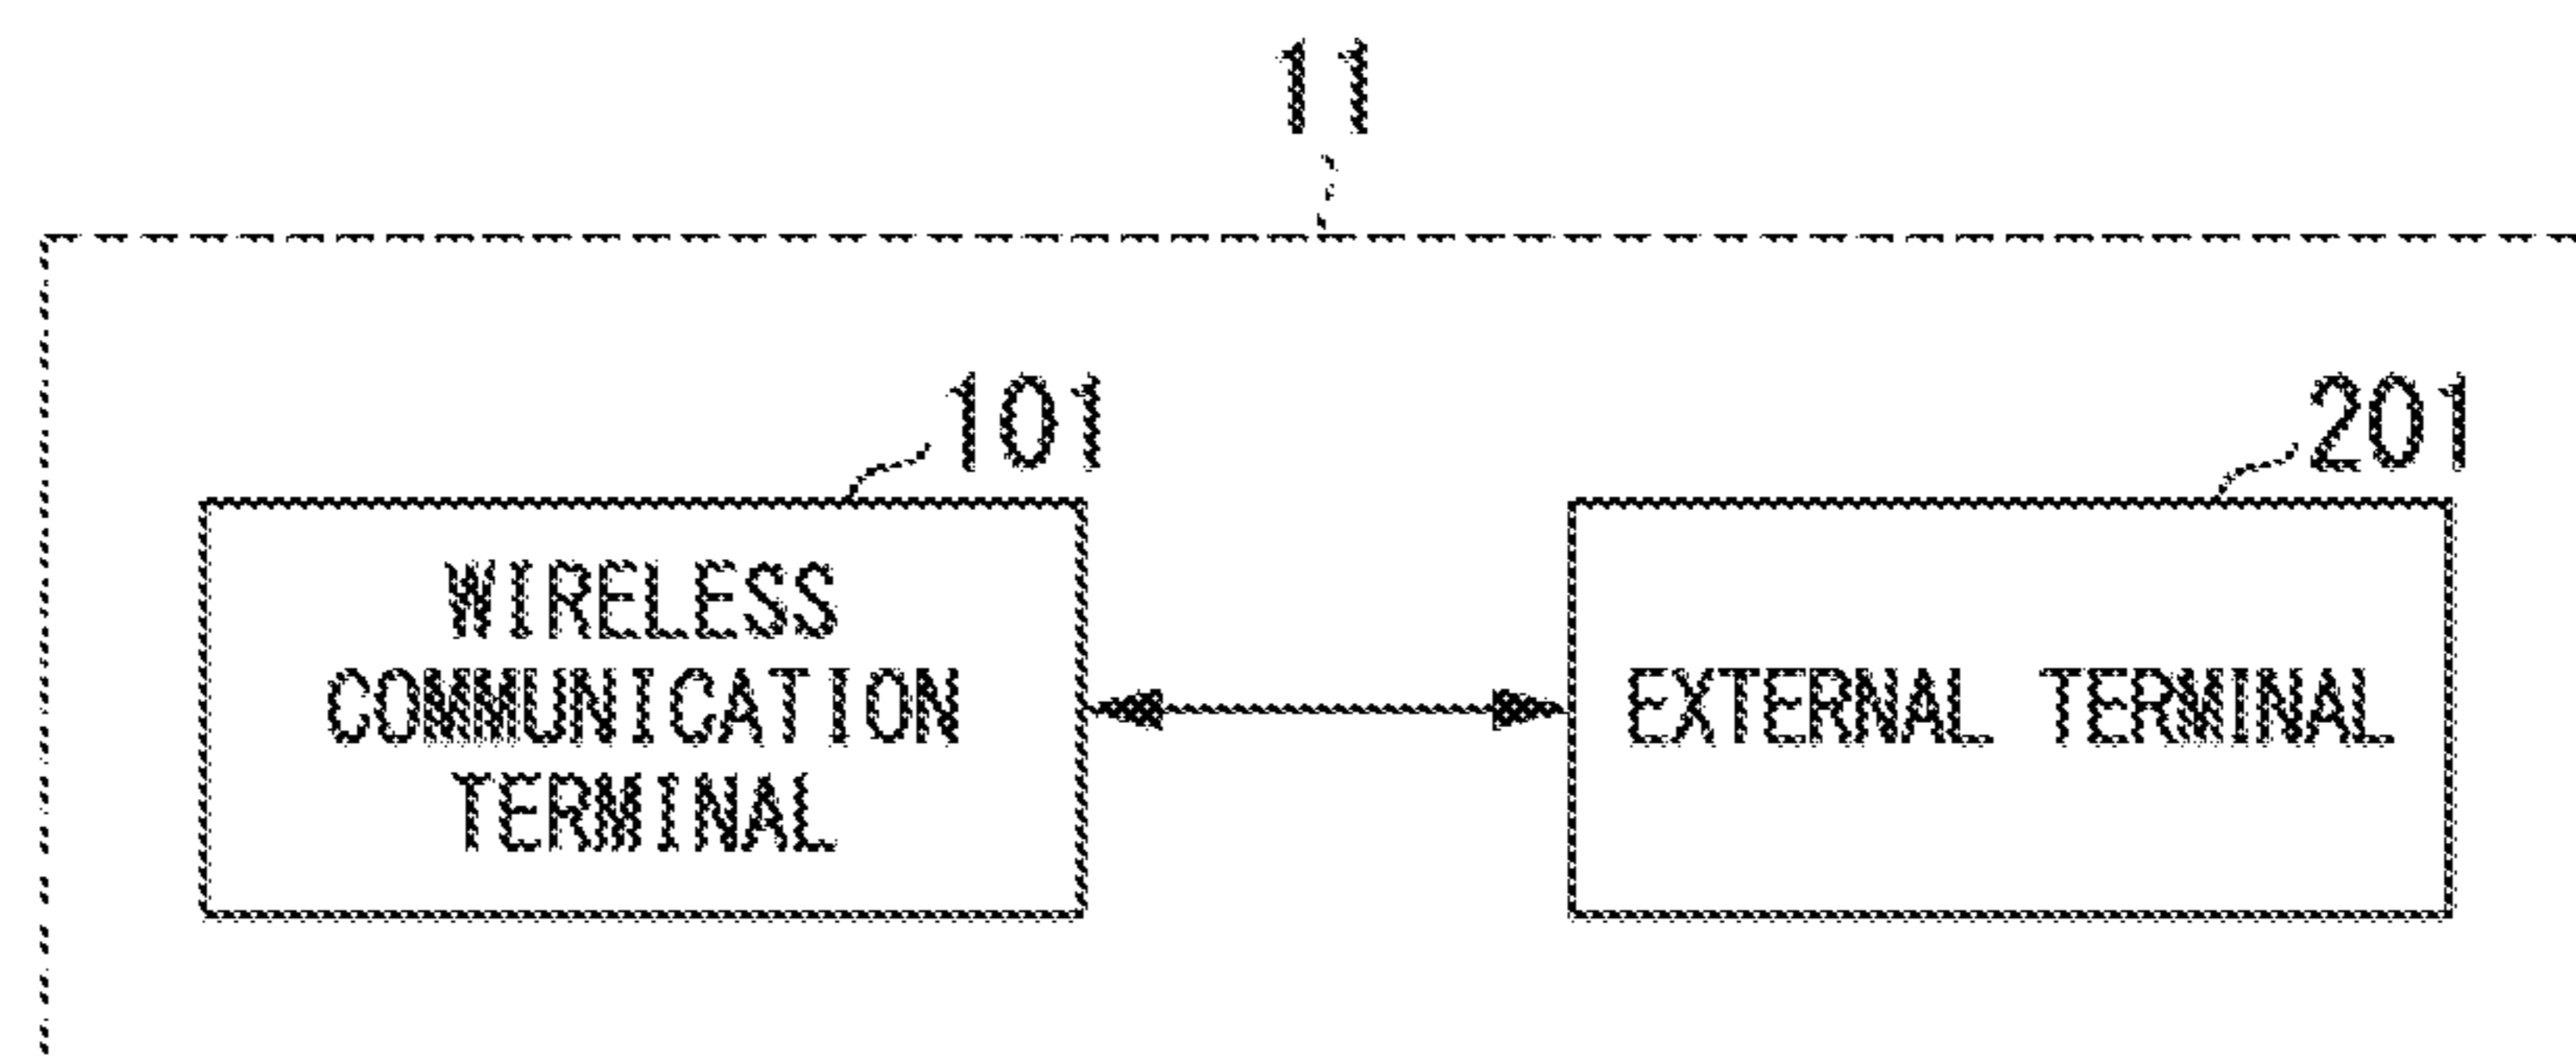 11
101
201
WIRELESS
COMMUNICATION
TERMINAL
EXTERNAL TERMINAL